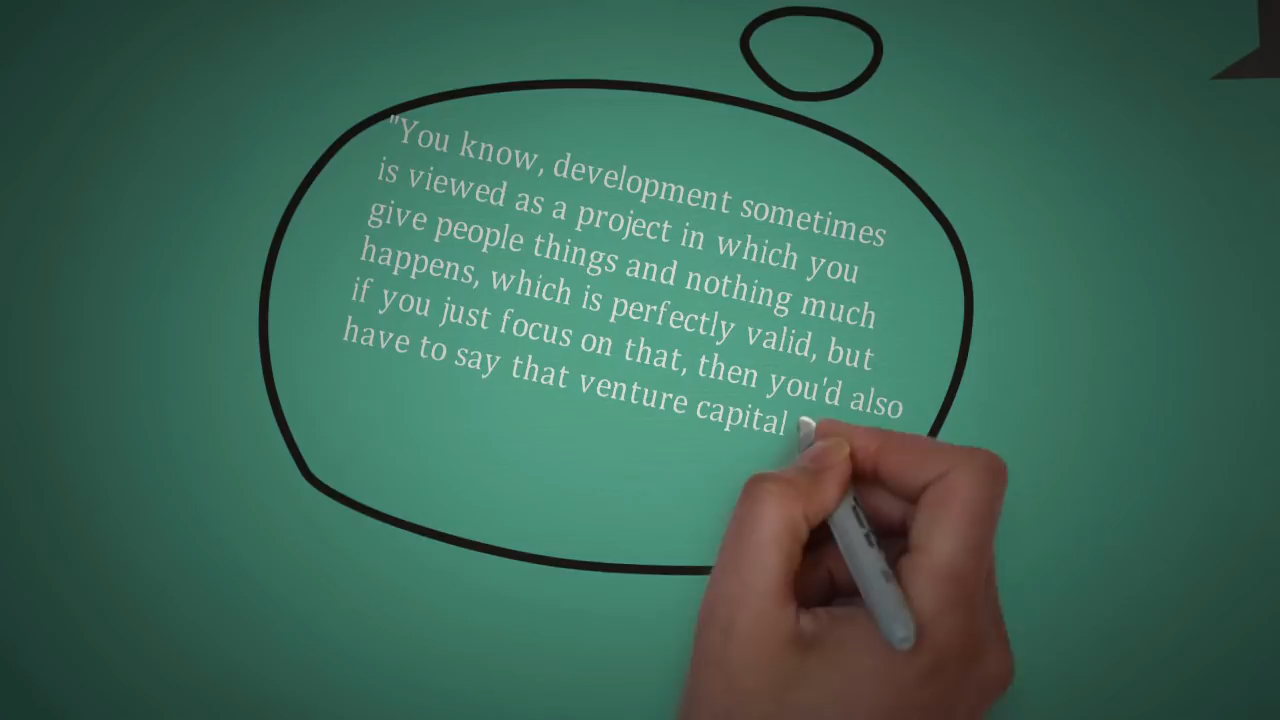 "You know, development sometimes
is viewed as a project in which you
give people things and nothing much
happens, which is perfectly valid, but
if you just focus on that, then you'd also
have to say that venture capital